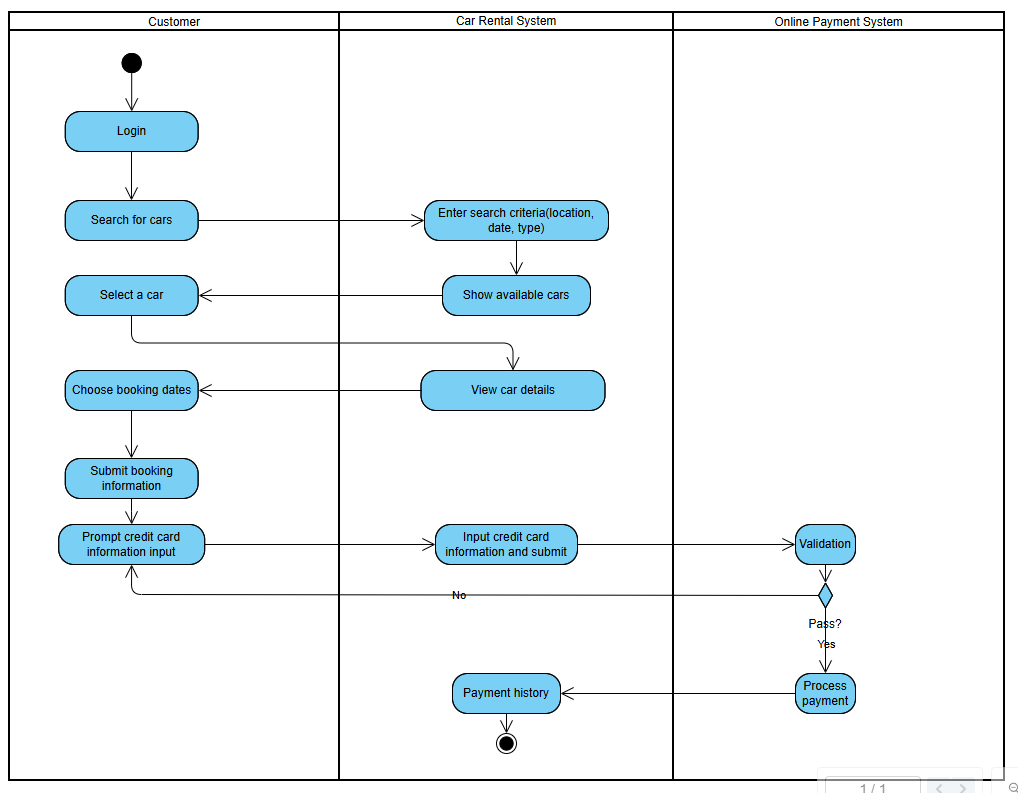 Customer
Car Rental System
Online Payment System
Login
Search for cars
Enter search criteria(location,
date, type)
Select a car
Show available cars
Choose booking dates
View car details
Submit booking
information
Prompt credit card
information input
Input credit card
information and submit
Validation
No
Pass?
Yes
Payment history
Process
payment
1 / 1